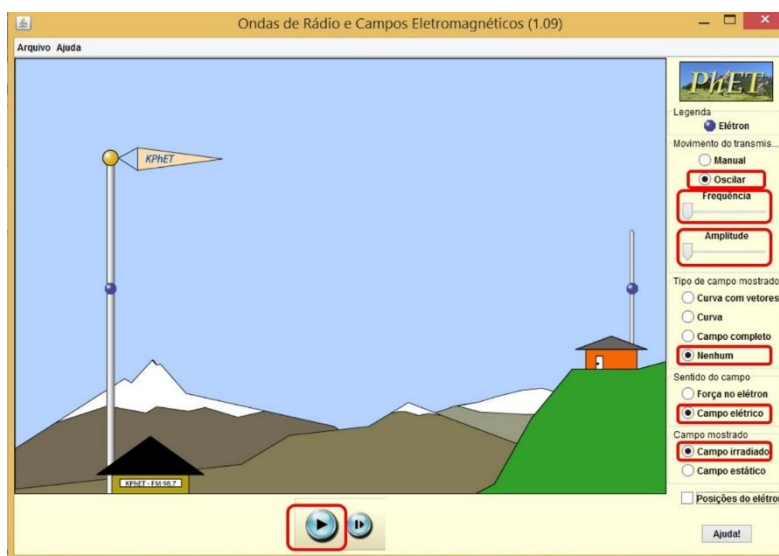 Ondas de Rádio e Campos Eletromagnéticos (1.09)
Arquivo Ajuda
KPhET
KPhET - FM 98.7
PhET
Legenda
Elétron
Movimento do transmis...
Manual
Oscilar
Frequência
Amplitude
Tipo de campo mostrado
Curva com vetores
Curva
Campo completo
Nenhum
Sentido do campo
Força no elétron
Campo elétrico
Campo mostrado
Campo irradiado
Campo estático
Posições do elétro
Ajuda!